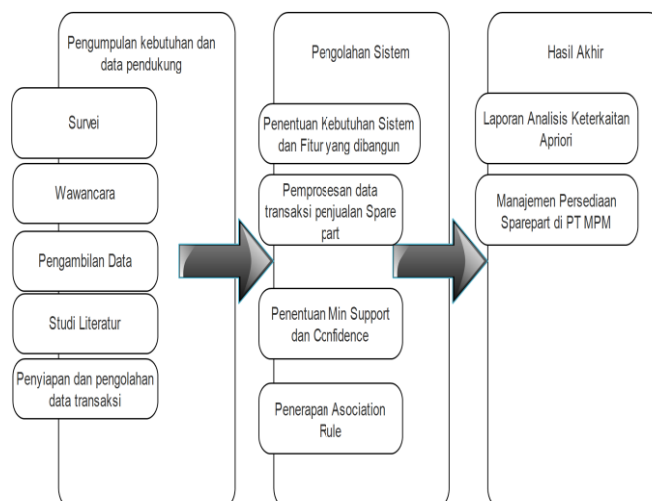 Pengumpulan kebutuhan dan
data pendukung
Survei
Wawancara
Pengambilan Data
Studi Literatur
Penyiapan dan pengolahan
data transaksi
Pengolahan Sistem
Penentuan Kebutuhan Sistem
dan Fitur yang dibangun
Pemprosesan data
transaksi penjualan Spare
part
Penentuan Min Support
dan Confidence
Penerapan Asociation
Rule
Hasil Akhir
Laporan Analisis Keterkaitan
Apriori
Manajemen Persediaan
Sparepart di PT MPM